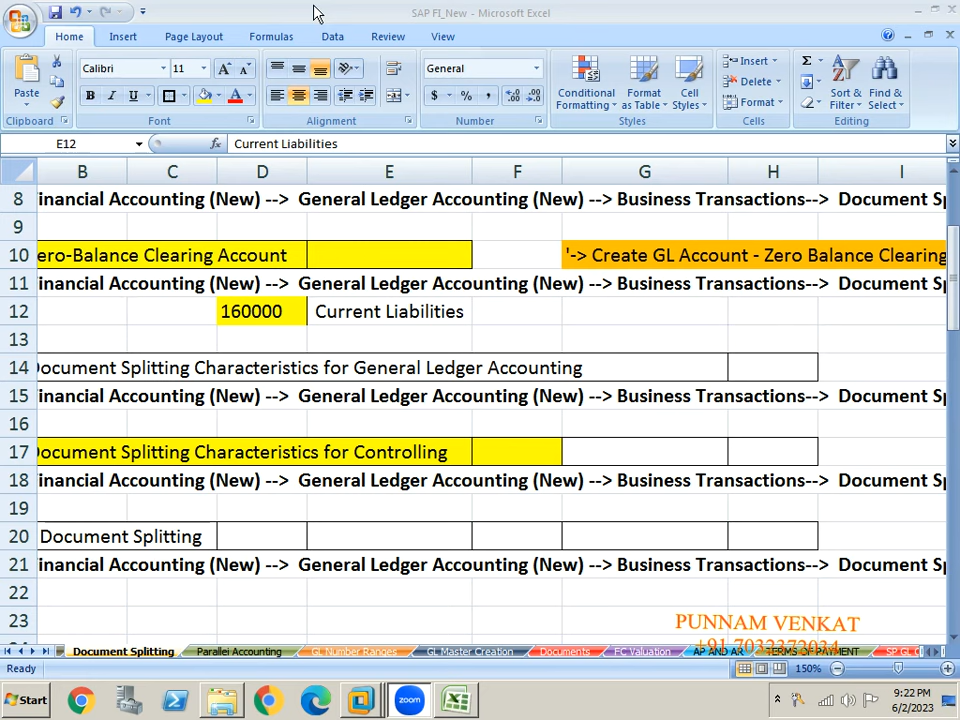 SAP FI_New - Microsoft Excel
Home Insert Page Layout Formulas Data Review View
Paste
Calibri 11 A A
B I U A
General
$ % ,
Conditional Formatting
Format as Table
Cell Styles
Insert
Delete
Format
Σ
Sort & Filter
Find & Select
Clipboard Font Alignment Number Styles Cells Editing
E12 fx Current Liabilities
B C D E F G H I
8 inancial Accounting (New) --> General Ledger Accounting (New) --> Business Transactions--> Document Sp
9
10 ero-Balance Clearing Account '-> Create GL Account - Zero Balance Clearing
11 inancial Accounting (New) --> General Ledger Accounting (New) --> Business Transactions--> Document Sp
12 160000 Current Liabilities
13
14 Document Splitting Characteristics for General Ledger Accounting
15 inancial Accounting (New) --> General Ledger Accounting (New) --> Business Transactions--> Document Sp
16
17 Document Splitting Characteristics for Controlling
18 inancial Accounting (New) --> General Ledger Accounting (New) --> Business Transactions--> Document Sp
19
20 Document Splitting
21 inancial Accounting (New) --> General Ledger Accounting (New) --> Business Transactions--> Document Sp
22
23
PUNNAM VENKAT
Document Splitting Parallel Accounting GL Number Ranges GL Master Creation Documents FC Valuation AP AND AR TERMS OF PAYMENT SP GL
Ready 150%
Start zoom
9:22 PM
6/2/2023